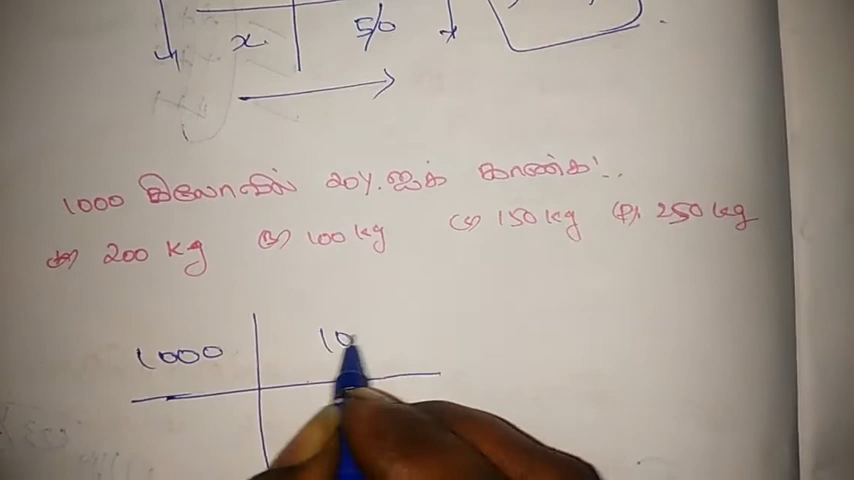 x 5/0
1000 கிலோவில் 20%.ஐக் காண்க!..
அ) 200 kg ஆ) 100 kg இ) 150 kg ஈ) 250 kg
1000 10